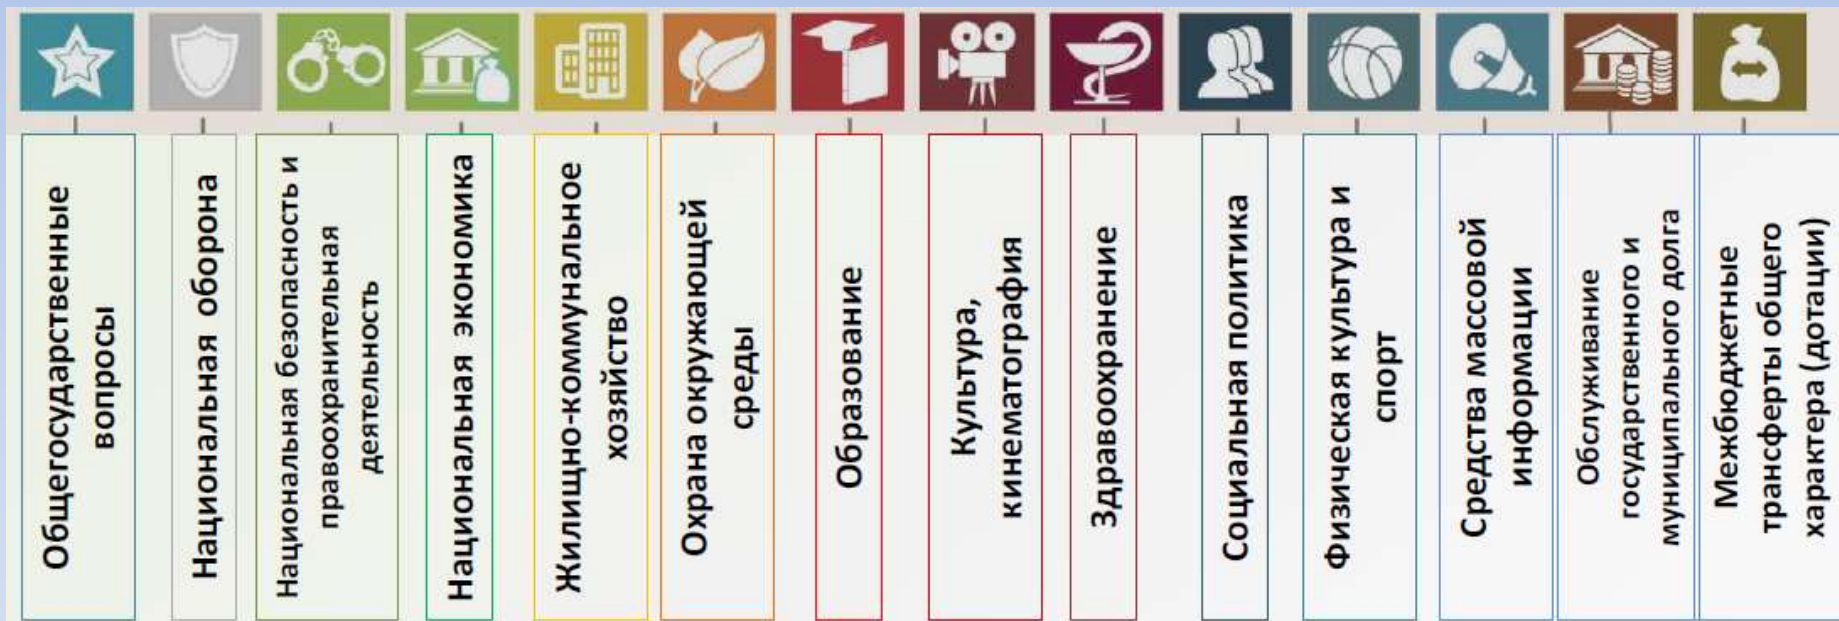 Общегосударственные
вопросы
Национальная оборона
Национальная безопасность и
правоохранительная
деятельность
Национальная экономика
Жилищно-коммунальное
хозяйство
Охрана окружающей
среды
Образование
Культура,
кинематография
Здравоохранение
Социальная политика
Физическая культура и
спорт
Средства массовой
информации
Обслуживание
государственного и
муниципального долга
Межбюджетные
трансферты общего
характера (дотации)